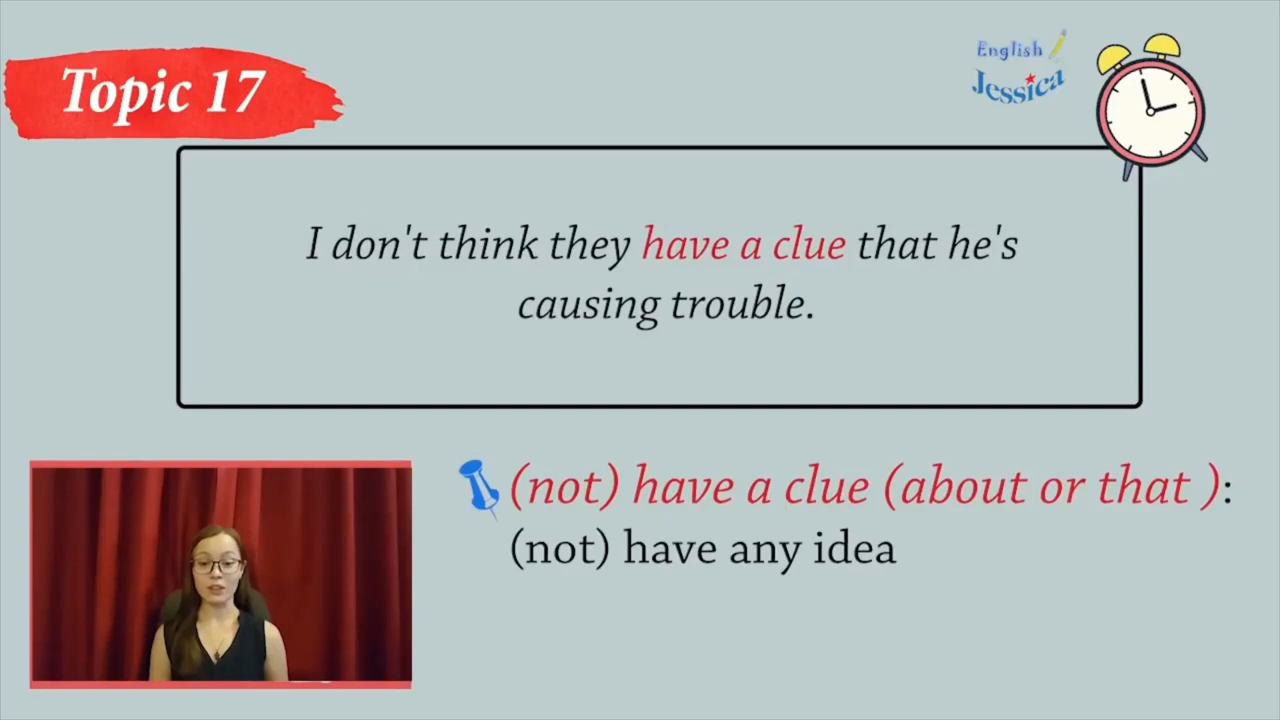 Topic 17
English
Jessica
I don't think they have a clue that he's
causing trouble.
(not) have a clue (about or that ):
(not) have any idea